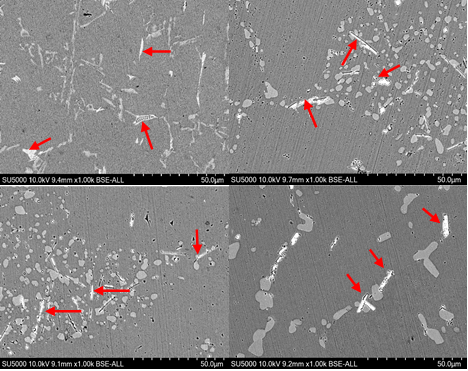 SU5000 10.0kV 9.4mm x1.00k BSE-ALL 50.0µm
SU5000 10.0kV 9.7mm x1.00k BSE-ALL 50.0µm
SU5000 10.0kV 9.1mm x1.00k BSE-ALL 50.0µm
SU5000 10.0kV 9.2mm x1.00k BSE-ALL 50.0µm